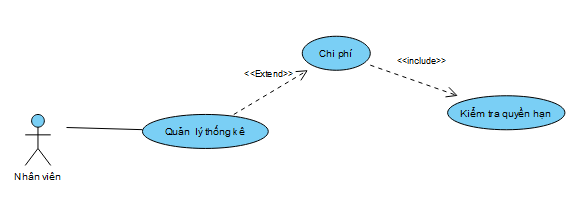 Chi phí
<<Extend>>
<<include>>
Kiểm tra quyền hạn
Quản lý thống kê
Nhân viên